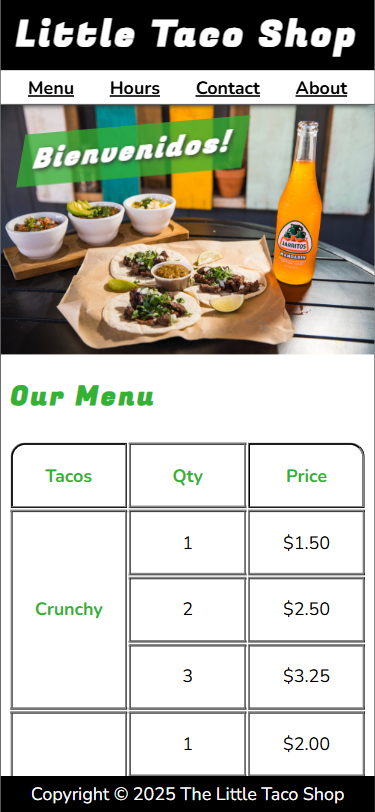 Little Taco Shop
Menu Hours Contact About
Bienvenidos!
JARRITOS
MANDARIN
Our Menu
Tacos Qty Price
Crunchy
1 $1.50
2 $2.50
3 $3.25
1 $2.00
Copyright © 2025 The Little Taco Shop